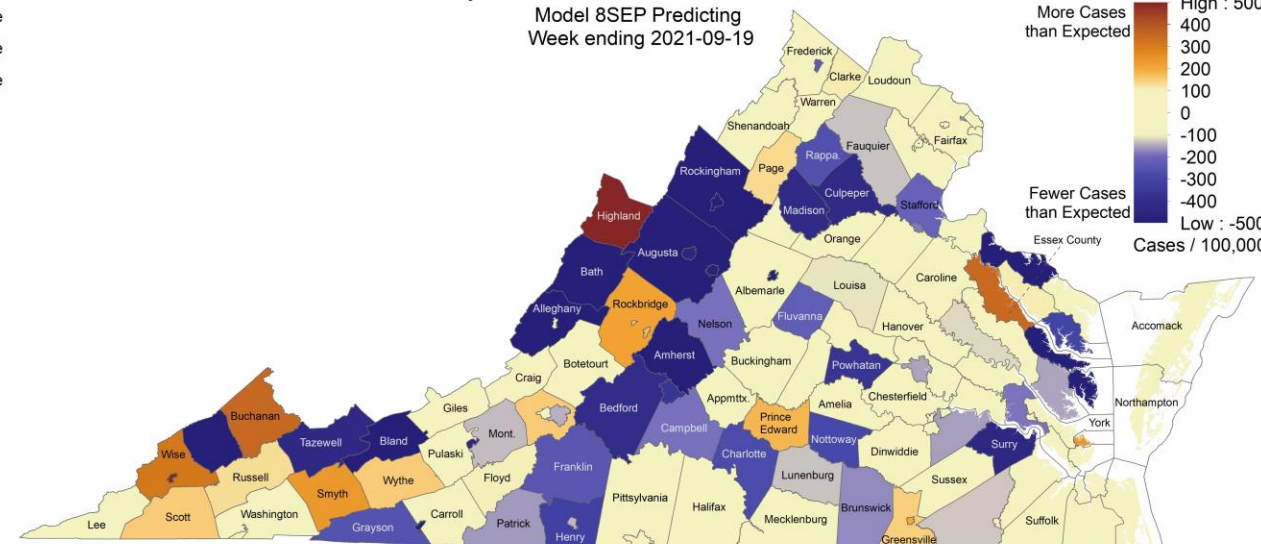 Model 8SEP Predicting
Week ending 2021-09-19
More Cases
than Expected
High : 500
400
300
200
100
0
-100
-200
-300
-400
Low : -500
Fewer Cases
than Expected
Cases / 100,000
Frederick
Clarke
Loudoun
Warren
Shenandoah
Fairfax
Fauquier
Rappa.
Page
Rockingham
Culpeper
Madison
Stafford
Highland
Orange
Essex County
Augusta
Bath
Caroline
Albemarle
Louisa
Rockbridge
Alleghany
Fluvanna
Nelson
Hanover
Accomack
Amherst
Buckingham
Powhatan
Botetourt
Craig
Appmttx.
Amelia
Chesterfield
Northampton
Giles
Bedford
Prince
Edward
York
Buchanan
Campbell
Mont.
Bland
Tazewell
Nottoway
Surry
Wise
Pulaski
Charlotte
Dinwiddie
Franklin
Russell
Wythe
Floyd
Lunenburg
Sussex
Smyth
Pittsylvania
Halifax
Brunswick
Scott
Washington
Carroll
Patrick
Mecklenburg
Suffolk
Lee
Grayson
Henry
Greensville